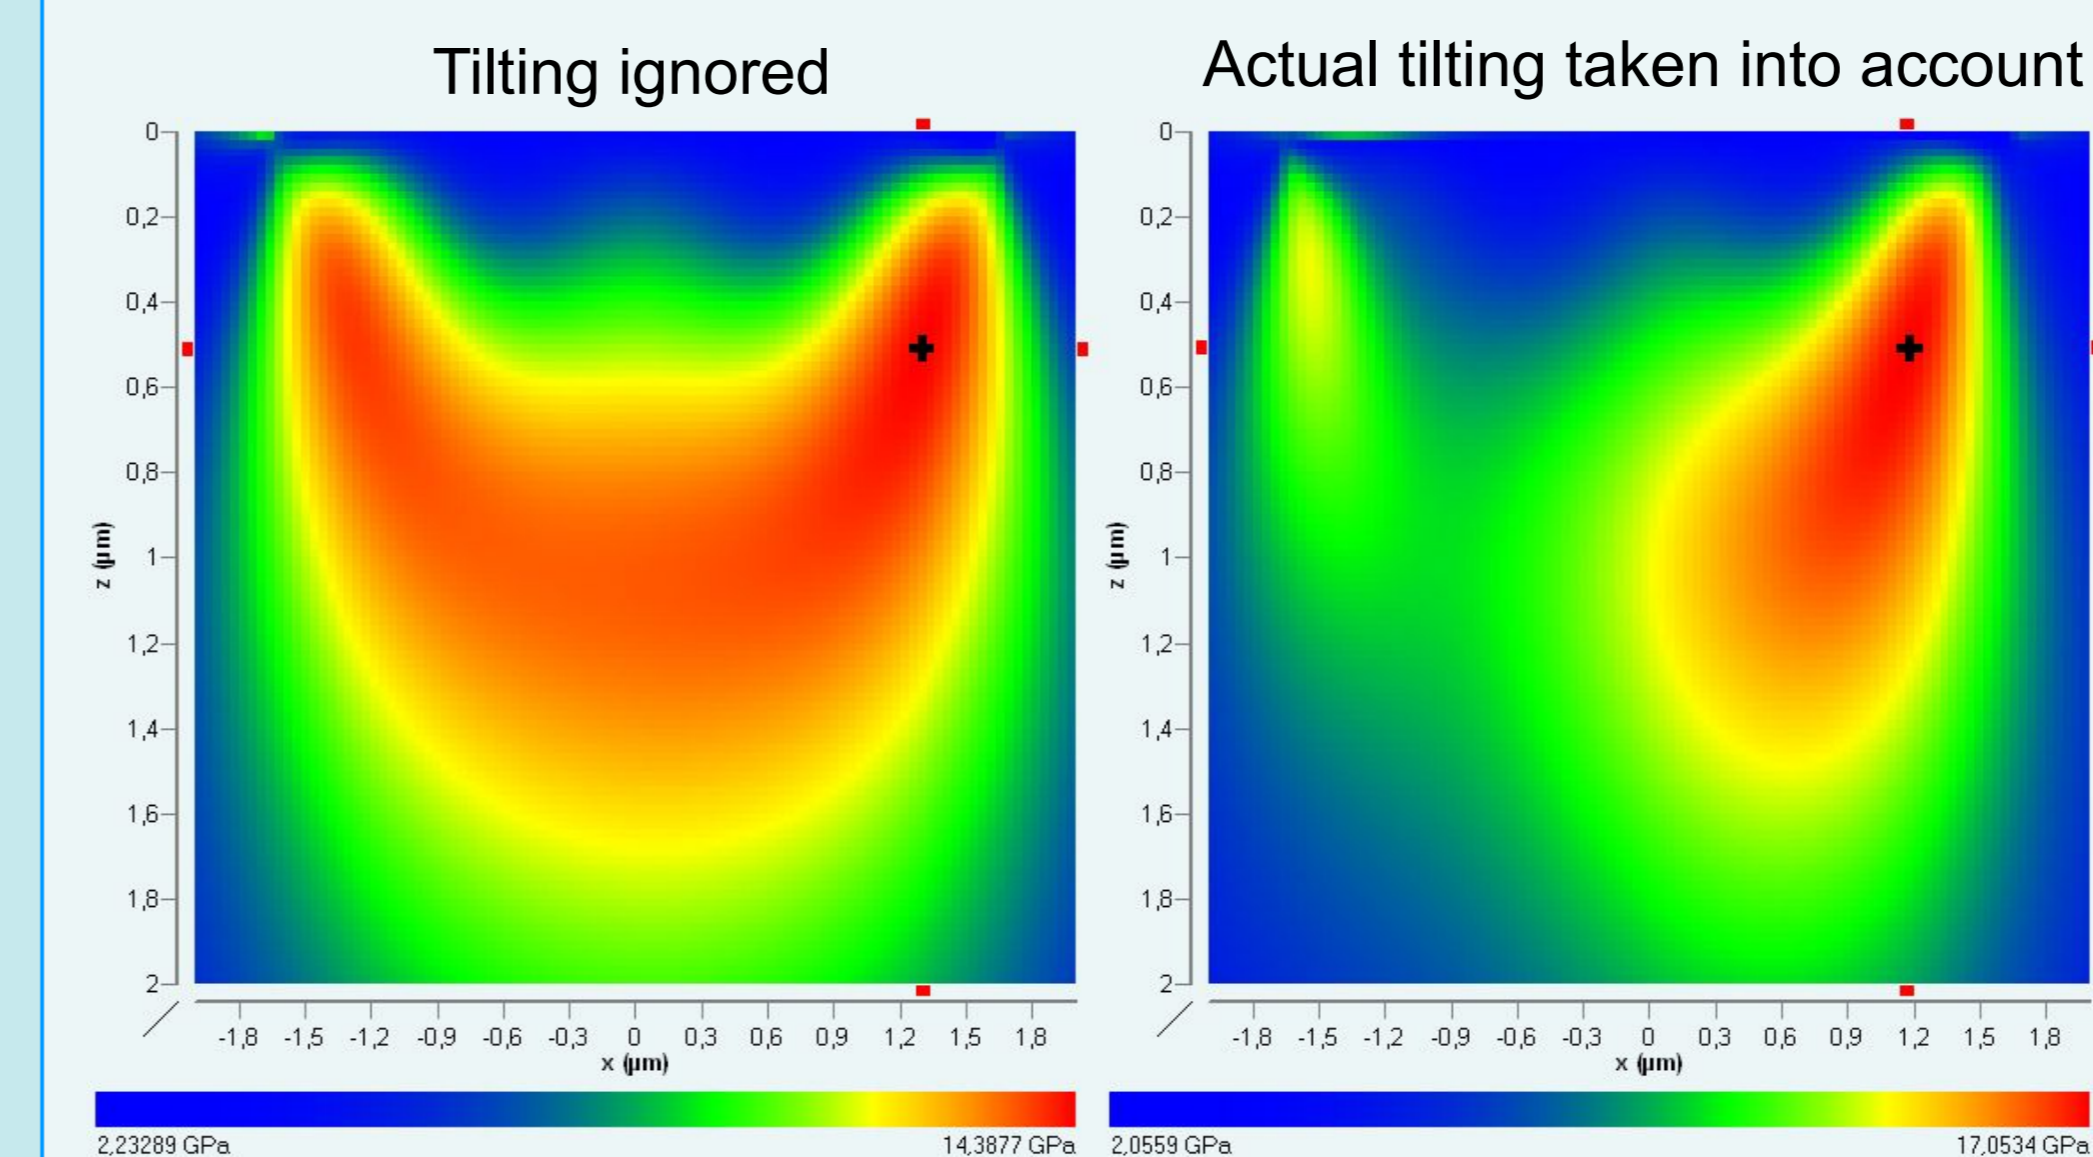 Tilting ignored
Actual tilting taken into account
0
0,2
0,4
0,6
0,8
1
1,2
1,4
1,6
1,8
2
z (µm)
-1,8 -1,5 -1,2 -0,9 -0,6 -0,3 0 0,3 0,6 0,9 1,2 1,5 1,8
x (µm)
2,23289 GPa 14,3877 GPa
0
0,2
0,4
0,6
0,8
1
1,2
1,4
1,6
1,8
2
z (µm)
-1,8 -1,5 -1,2 -0,9 -0,6 -0,3 0 0,3 0,6 0,9 1,2 1,5 1,8
x (µm)
2,0559 GPa 17,0534 GPa